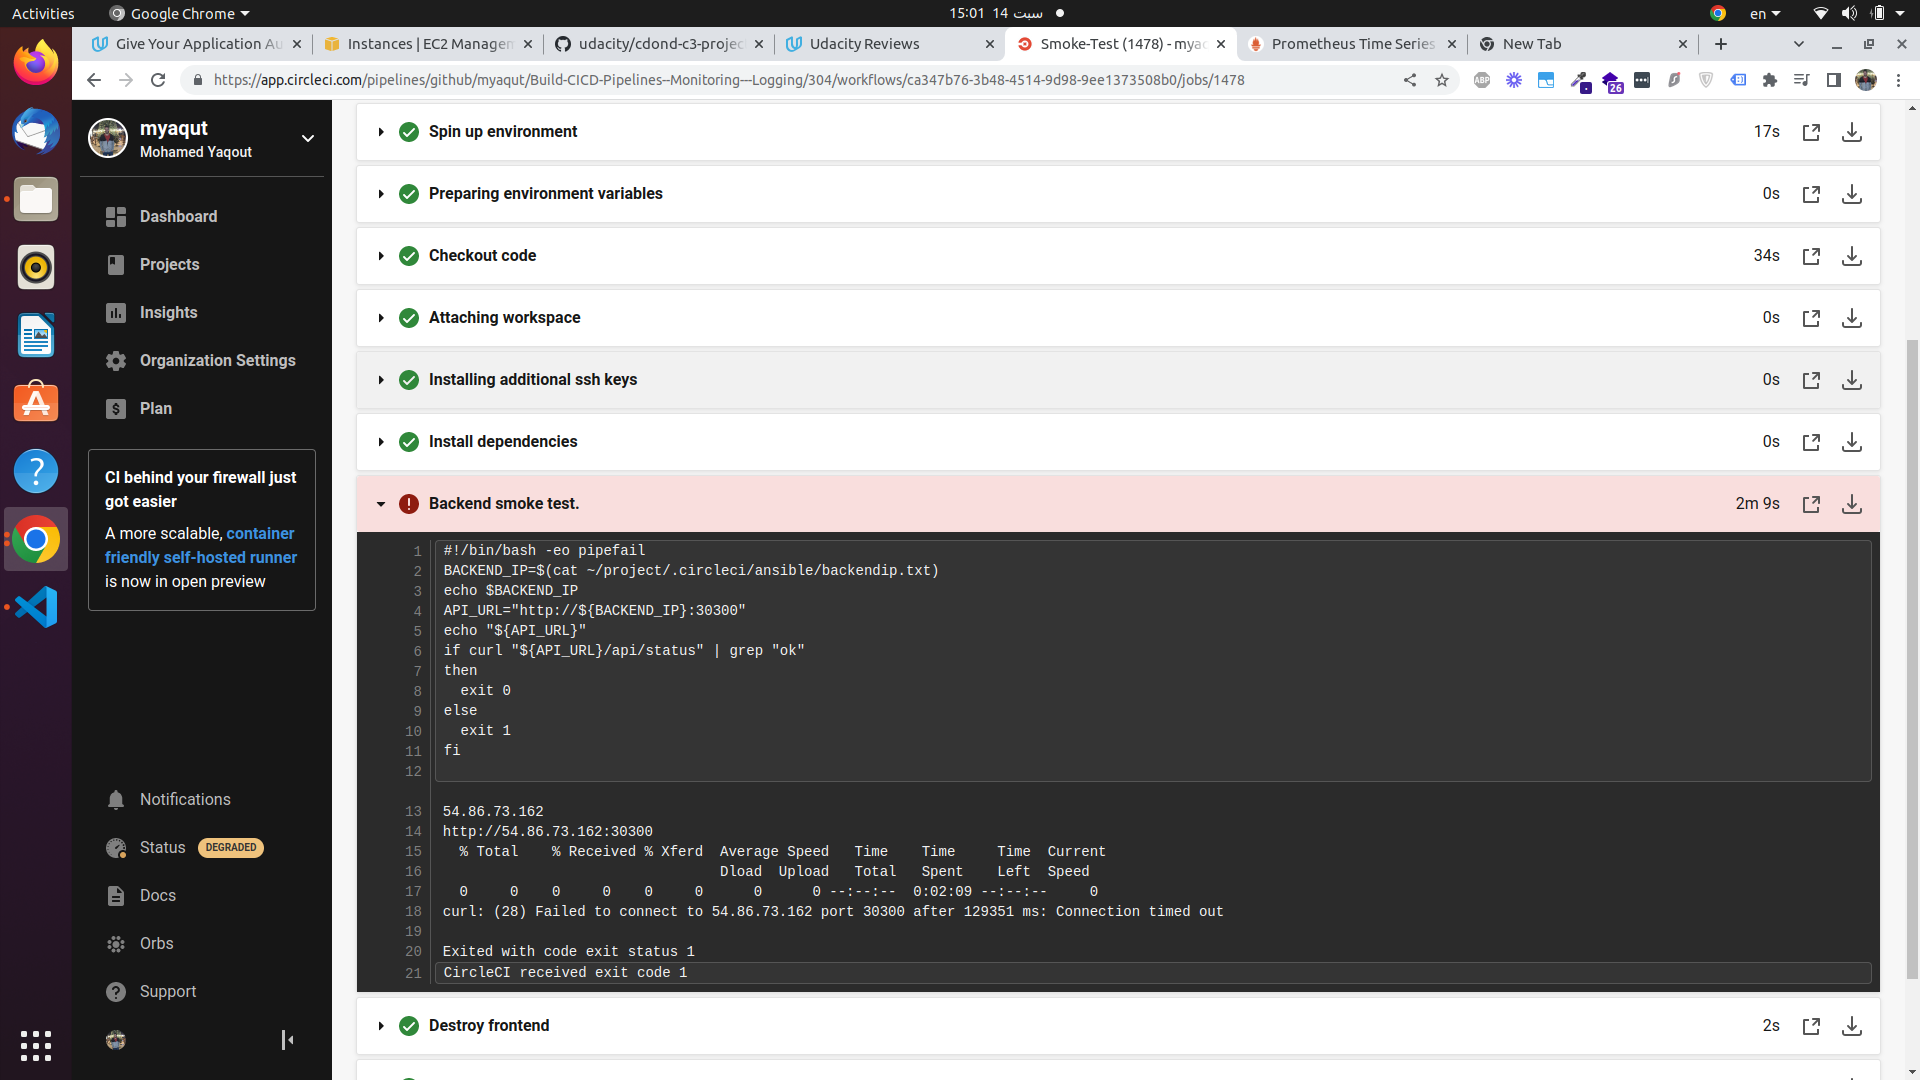 Activities
Google Chrome
15:01 14 سبت
en
Give Your Application Au
Instances | EC2 Managem
udacity/cdond-c3-projec
Udacity Reviews
Smoke-Test (1478) - myac
Prometheus Time Series
New Tab
https://app.circleci.com/pipelines/github/myaqut/Build-CICD-Pipelines--Monitoring---Logging/304/workflows/ca347b76-3b48-4514-9d98-9ee1373508b0/jobs/1478
ABP
26
myaqut
Mohamed Yaqout
Dashboard
Projects
Insights
Organization Settings
Plan
CI behind your firewall just
got easier
A more scalable, container
friendly self-hosted runner
is now in open preview
Notifications
Status DEGRADED
Docs
Orbs
Support
Spin up environment 17s
Preparing environment variables 0s
Checkout code 34s
Attaching workspace 0s
Installing additional ssh keys 0s
Install dependencies 0s
Backend smoke test. 2m 9s
1 #!/bin/bash -eo pipefail
2 BACKEND_IP=$(cat ~/project/.circleci/ansible/backendip.txt)
3 echo $BACKEND_IP
4 API_URL="http://${BACKEND_IP}:30300"
5 echo "${API_URL}"
6 if curl "${API_URL}/api/status" | grep "ok"
7 then
8 exit 0
9 else
10 exit 1
11 fi
12
13 54.86.73.162
14 http://54.86.73.162:30300
15 % Total % Received % Xferd Average Speed Time Time Time Current
16 Dload Upload Total Spent Left Speed
17 0 0 0 0 0 0 0 0 --:--:-- 0:02:09 --:--:-- 0
18 curl: (28) Failed to connect to 54.86.73.162 port 30300 after 129351 ms: Connection timed out
19
20 Exited with code exit status 1
21 CircleCI received exit code 1
Destroy frontend 2s